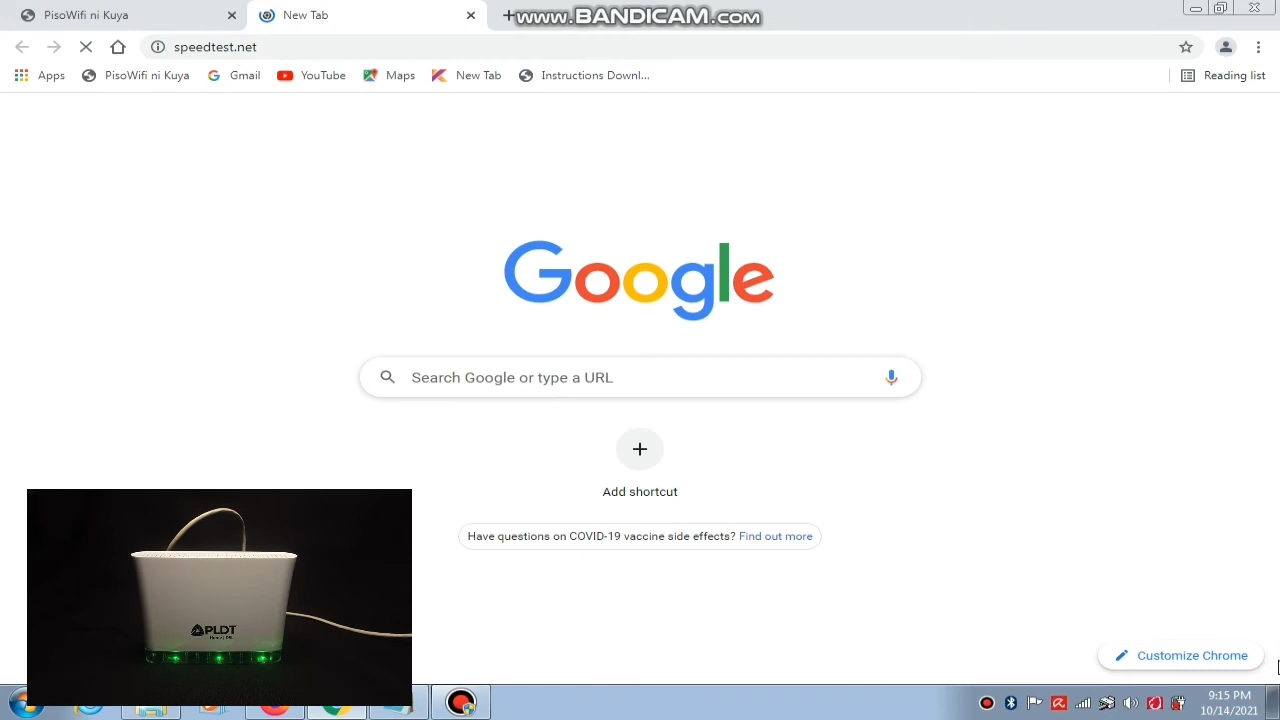 PisoWifi ni Kuya
New Tab
www.BANDICAM.com
speedtest.net
Apps
PisoWifi ni Kuya
Gmail
YouTube
Maps
New Tab
Instructions Downl...
Reading list
Google
Search Google or type a URL
Add shortcut
Have questions on COVID-19 vaccine side effects? Find out more
PLDT
Customize Chrome
9:15 PM
10/14/2021